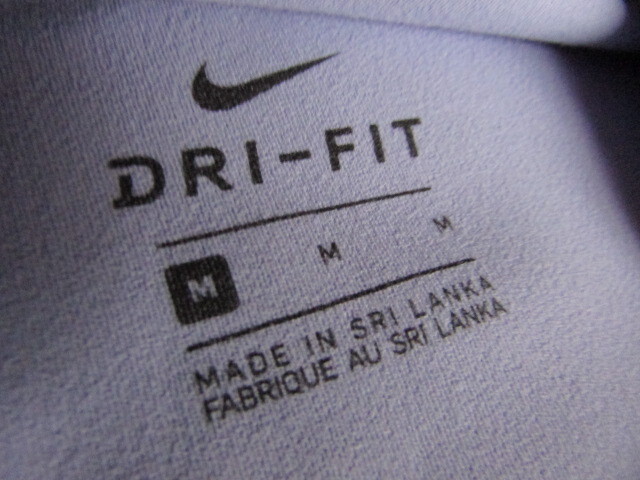 DRI-FIT
M M M
MADE IN SRI LANKA
FABRIQUE AU SRI LANKA